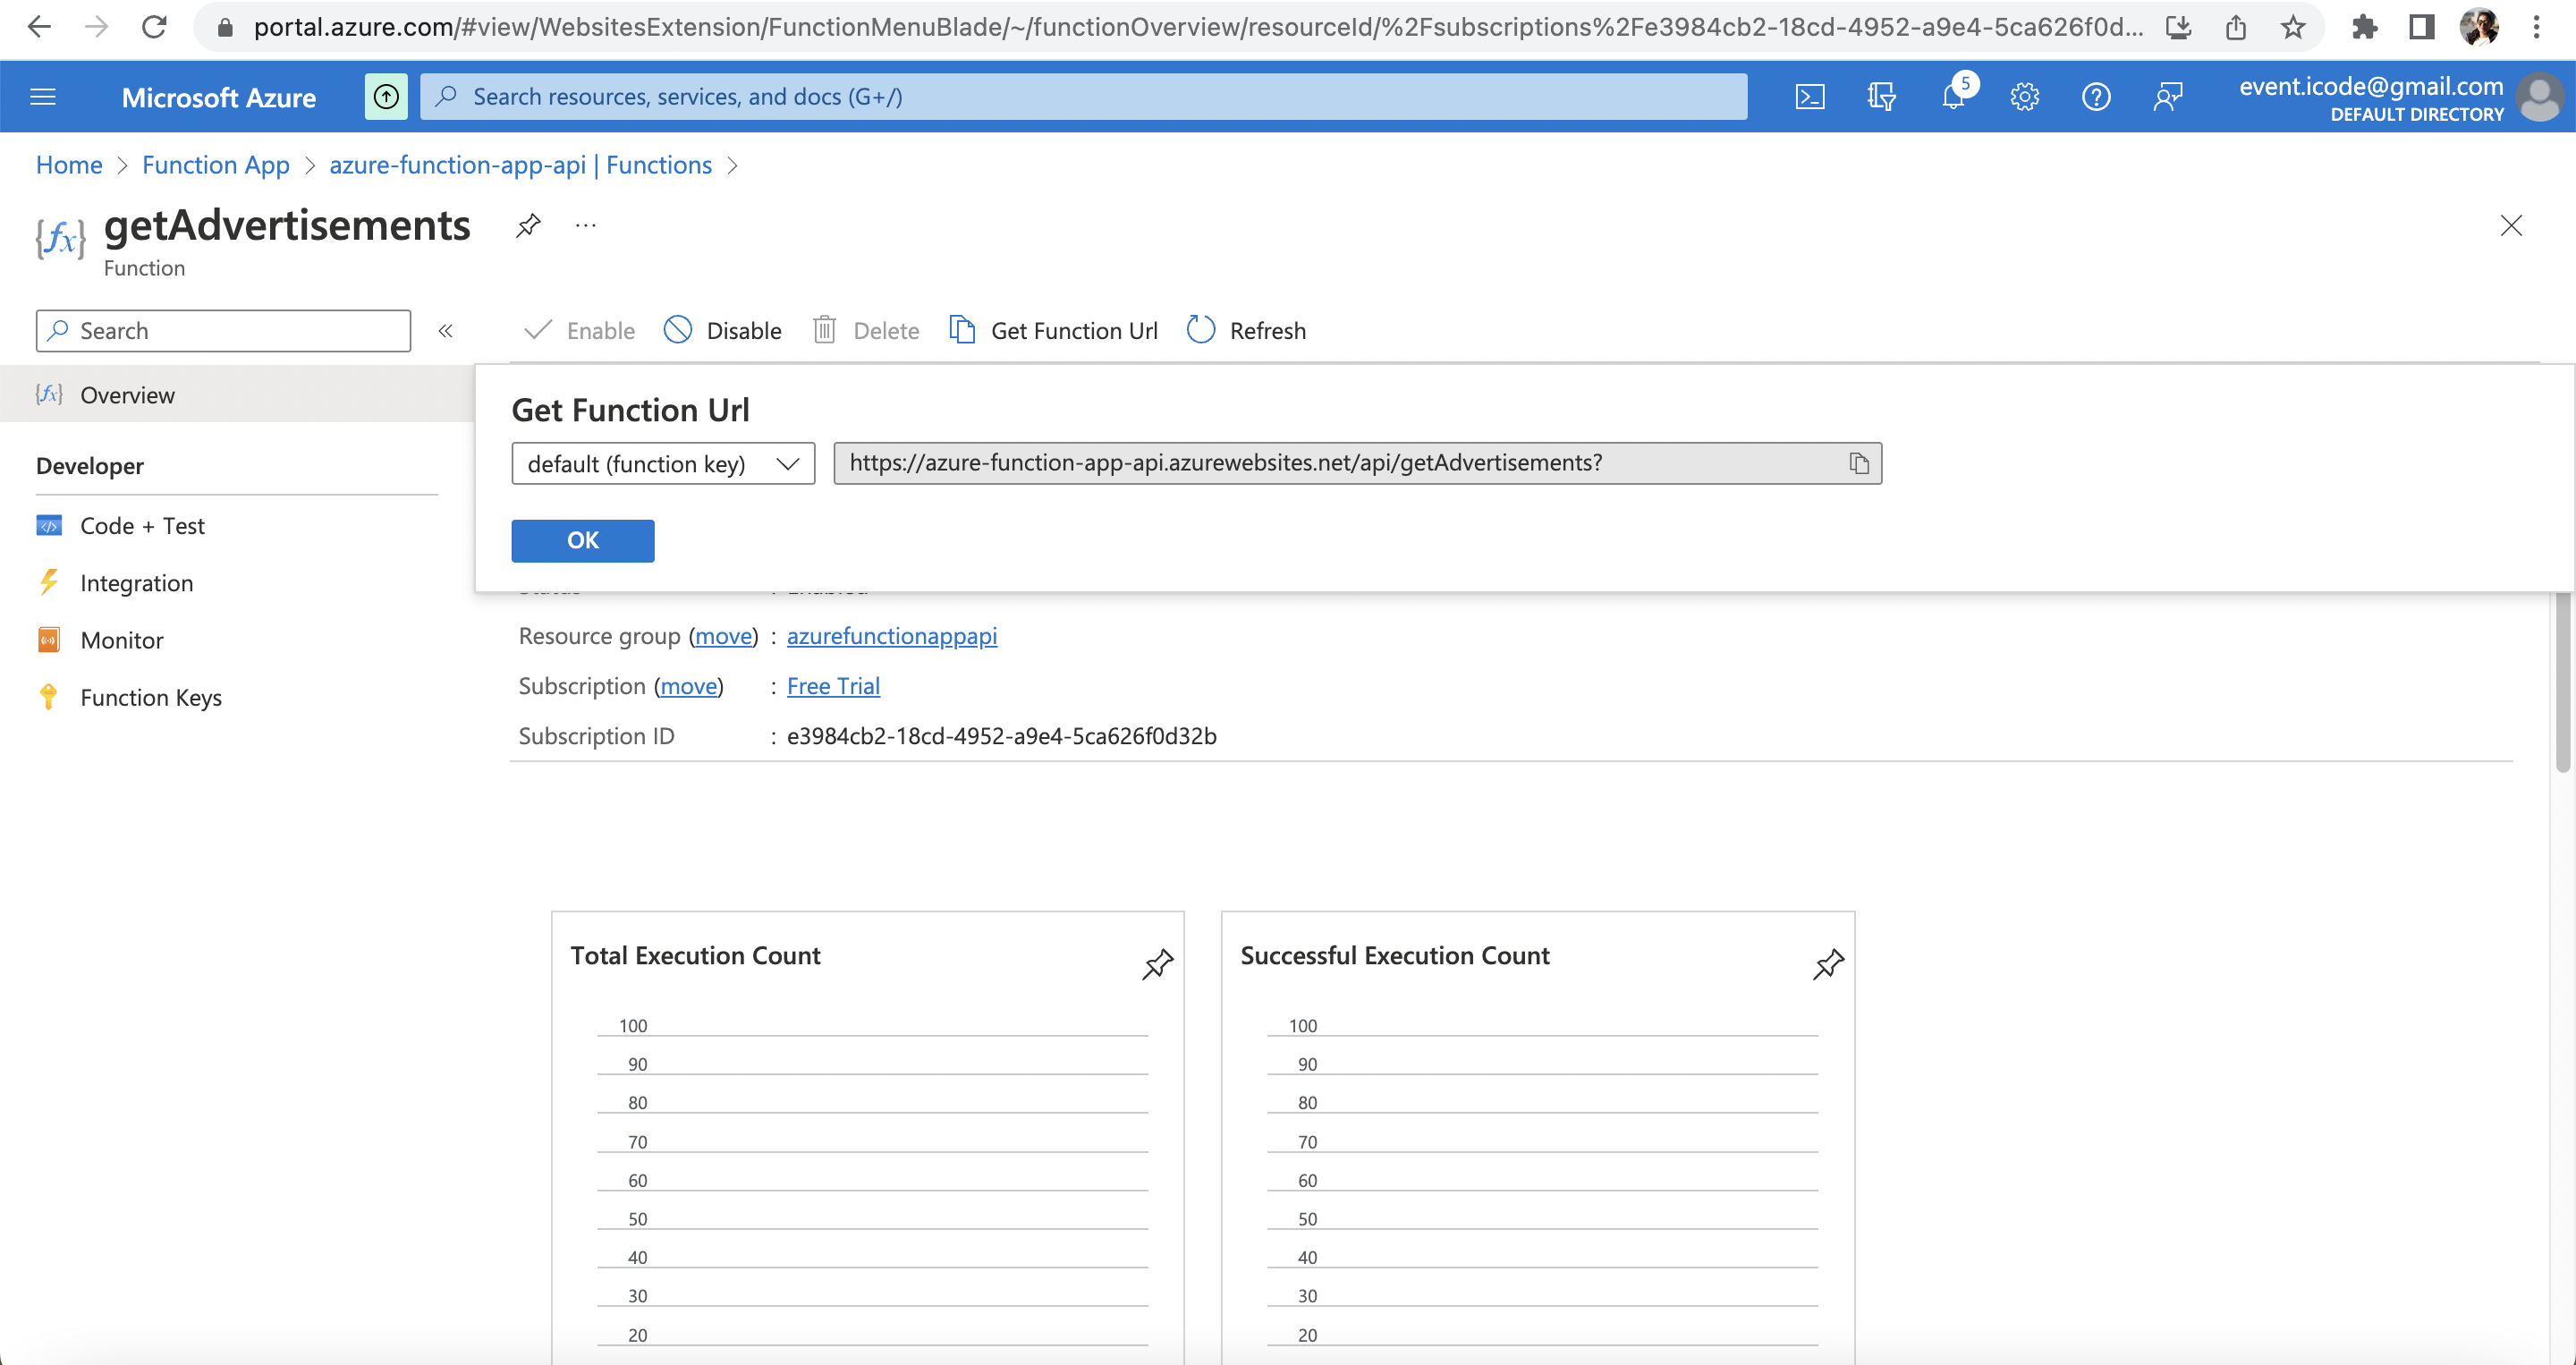 portal.azure.com/#view/WebsitesExtension/FunctionMenuBlade/~/functionOverview/resourceId/%2Fsubscriptions%2Fe3984cb2-18cd-4952-a9e4-5ca626f0d...
Microsoft Azure
Search resources, services, and docs (G+/)
5
event.icode@gmail.com
DEFAULT DIRECTORY
Home > Function App > azure-function-app-api | Functions >
{fx} getAdvertisements ...
Function
Search «
Enable Disable Delete Get Function Url Refresh
{fx} Overview
Get Function Url
default (function key) https://azure-function-app-api.azurewebsites.net/api/getAdvertisements?
OK
Developer
Code + Test
Integration
Monitor
Function Keys
Status : Enabled
Resource group (move) : azurefunctionappapi
Subscription (move) : Free Trial
Subscription ID : e3984cb2-18cd-4952-a9e4-5ca626f0d32b
Total Execution Count
100
90
80
70
60
50
40
30
20
Successful Execution Count
100
90
80
70
60
50
40
30
20